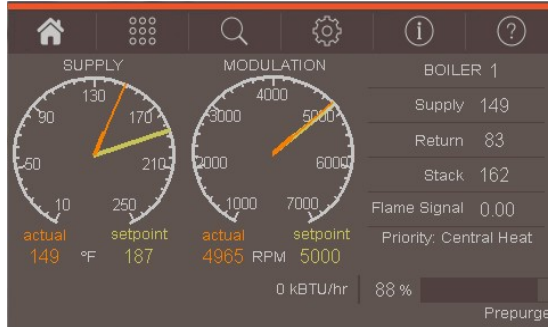 SUPPLY
130
90
170
50
210
10
250
actual
setpoint
149 °F 187
MODULATION
4000
3000
5000
2000
6000
1000
7000
actual
setpoint
4965 RPM 5000
BOILER 1
Supply 149
Return 83
Stack 162
Flame Signal 0.00
Priority: Central Heat
0 kBTU/hr 88 %
Prepurge